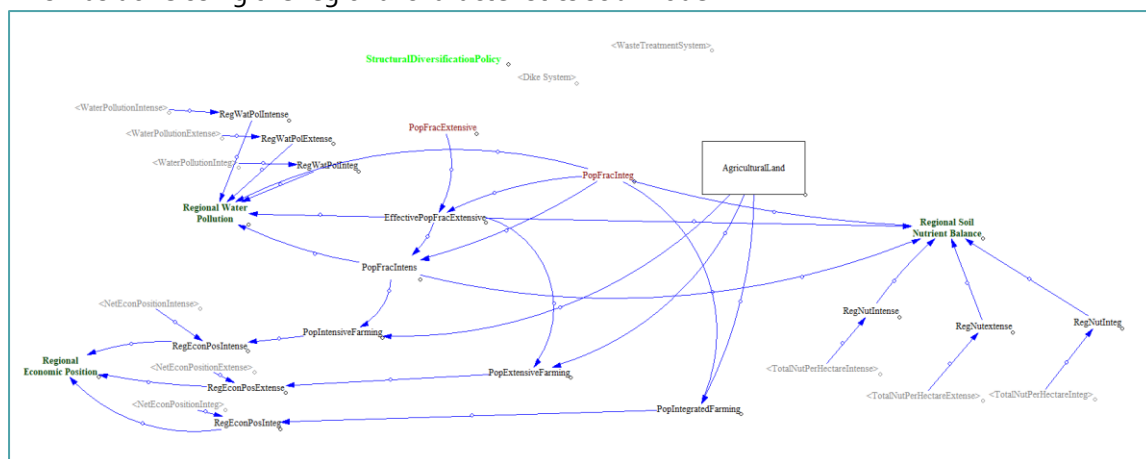 <WasteTreatmentSystem>
StructuralDiversificationPolicy
<Dike System>
<WaterPollutionIntense>
RegWatPolIntense
<WaterPollutionExtense>
RegWatPolExtense
<WaterPollutionInteg>
RegWatPolInteg
PopFracExtensive
PopFracInteg
AgriculturalLand
Regional Water
Pollution
EffectivePopFracExtensive
Regional Soil
Nutrient Balance
PopFracIntens
<NetEconPositionIntense>
PopIntensiveFarming
RegEconPosIntense
RegNutIntense
RegNutextense
RegNutInteg
Regional
Economic Position
<NetEconPositionExtense>
RegEconPosExtense
PopExtensiveFarming
<TotalNutPerHectareIntense>
<TotalNutPerHectareExtense>
<TotalNutPerHectareInteg>
<NetEconPositionInteg>
RegEconPosInteg
PopIntegratedFarming